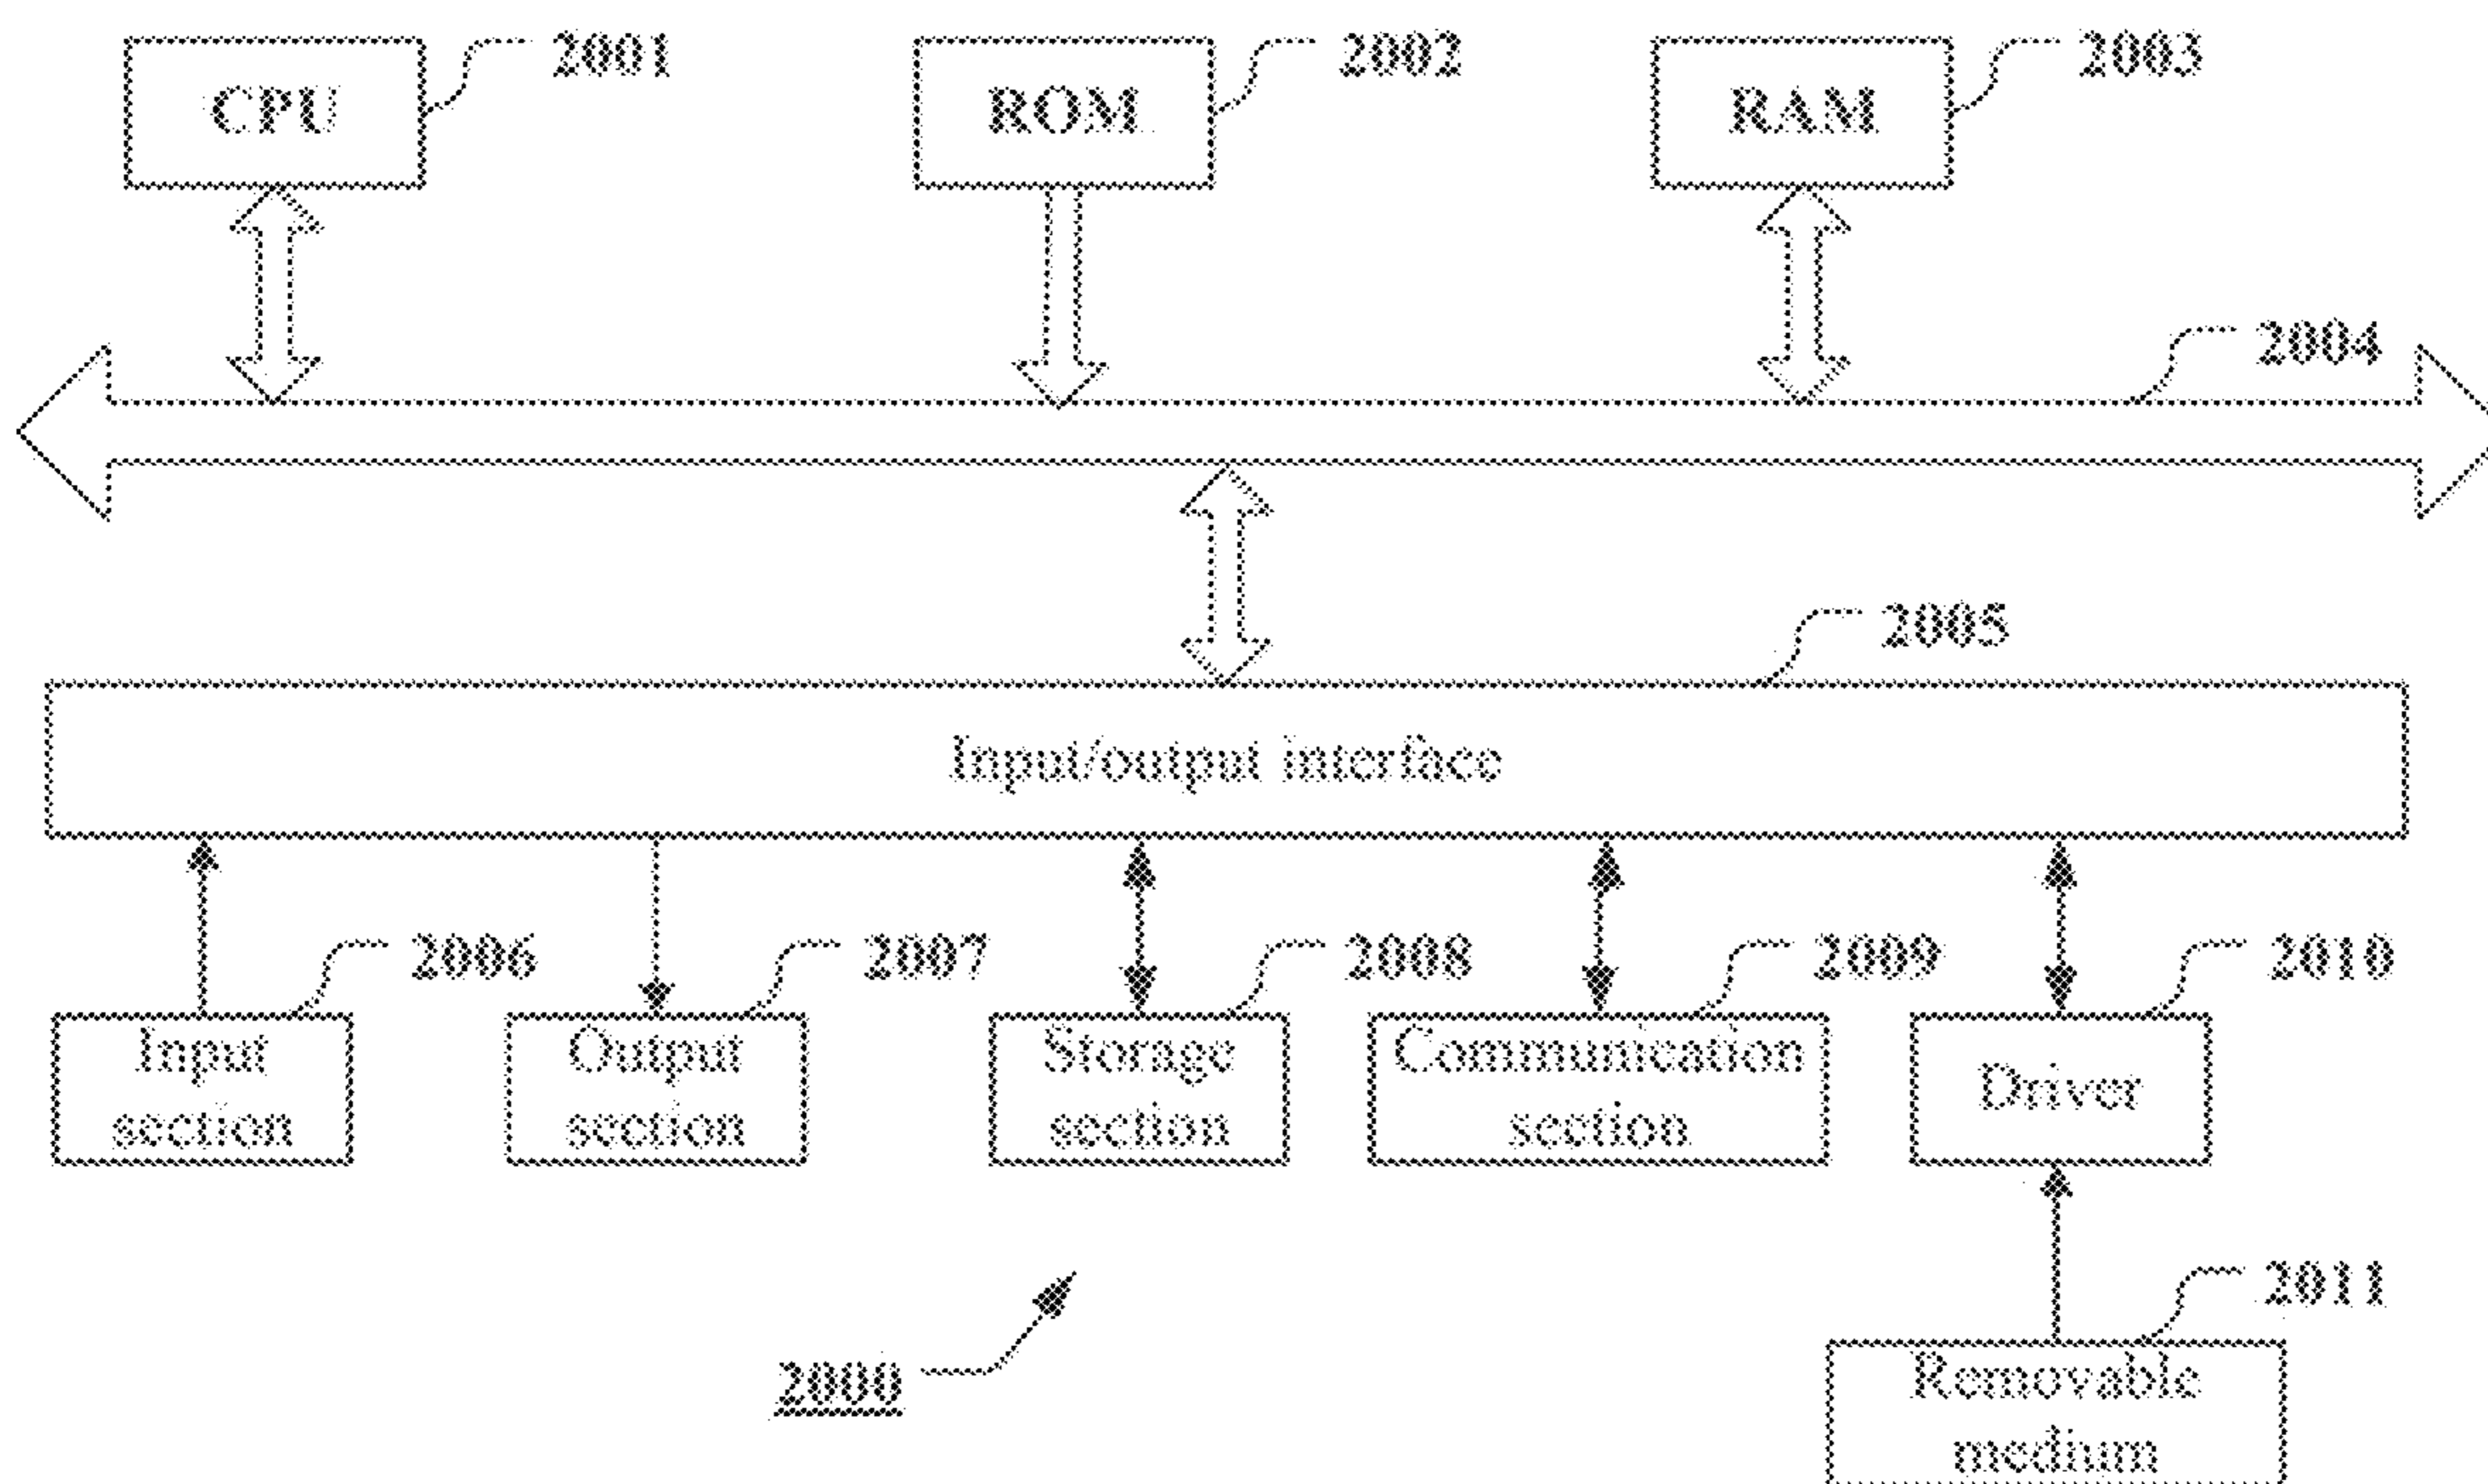 CPU
2001
ROM
2002
RAM
2003
2004
2005
Input/output interface
2006
2007
2008
2009
2010
Input
section
Output
section
Storage
section
Communication
section
Driver
2011
2000
Removable
medium